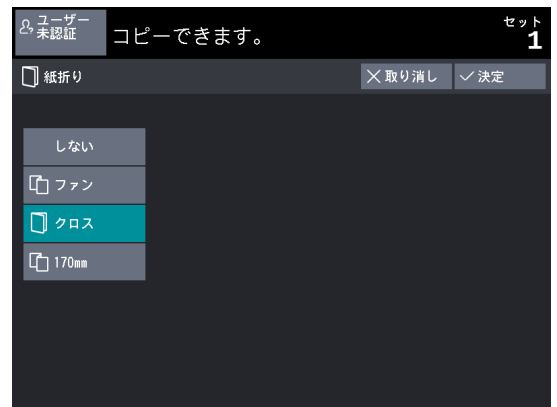 ユーザー
未認証
コピーできます。
セット
1
紙折り
取り消し
決定
しない
ファン
クロス
170㎜